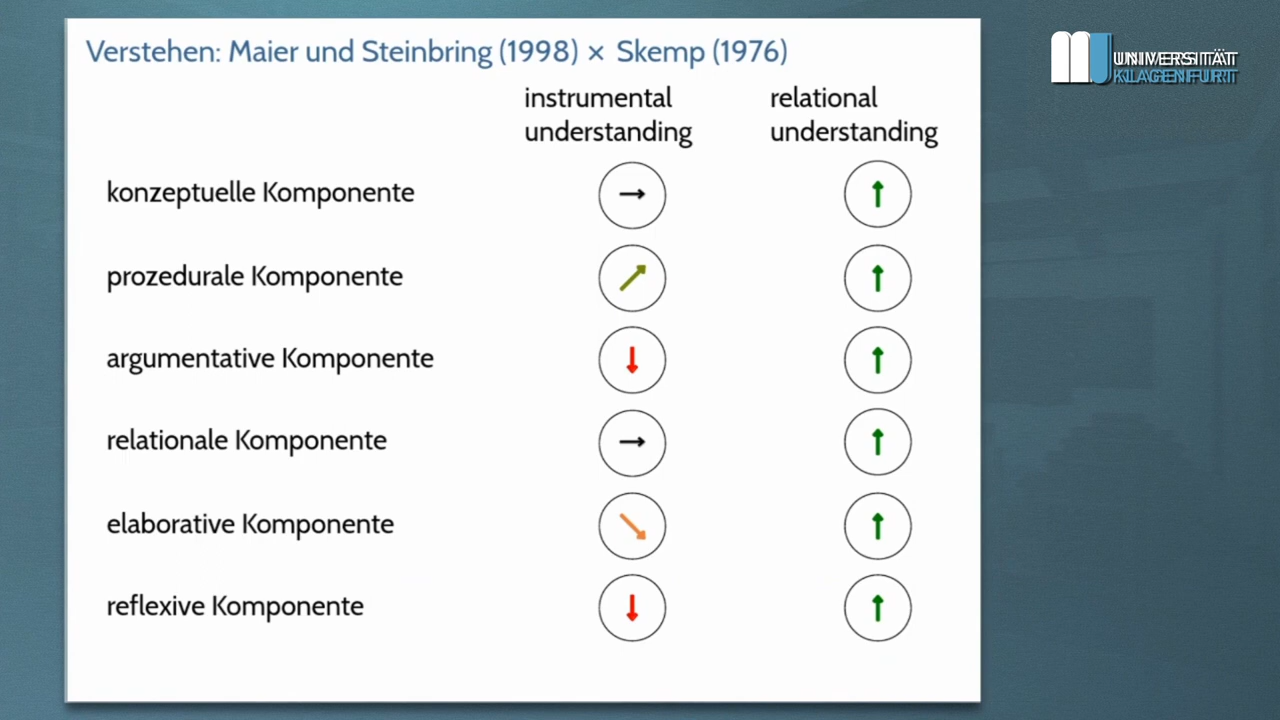 Verstehen: Maier und Steinbring (1998) × Skemp (1976)
UNIVERSITÄT
KLAGENFURT
instrumental
understanding
relational
understanding
konzeptuelle Komponente
prozedurale Komponente
argumentative Komponente
relationale Komponente
elaborative Komponente
reflexive Komponente